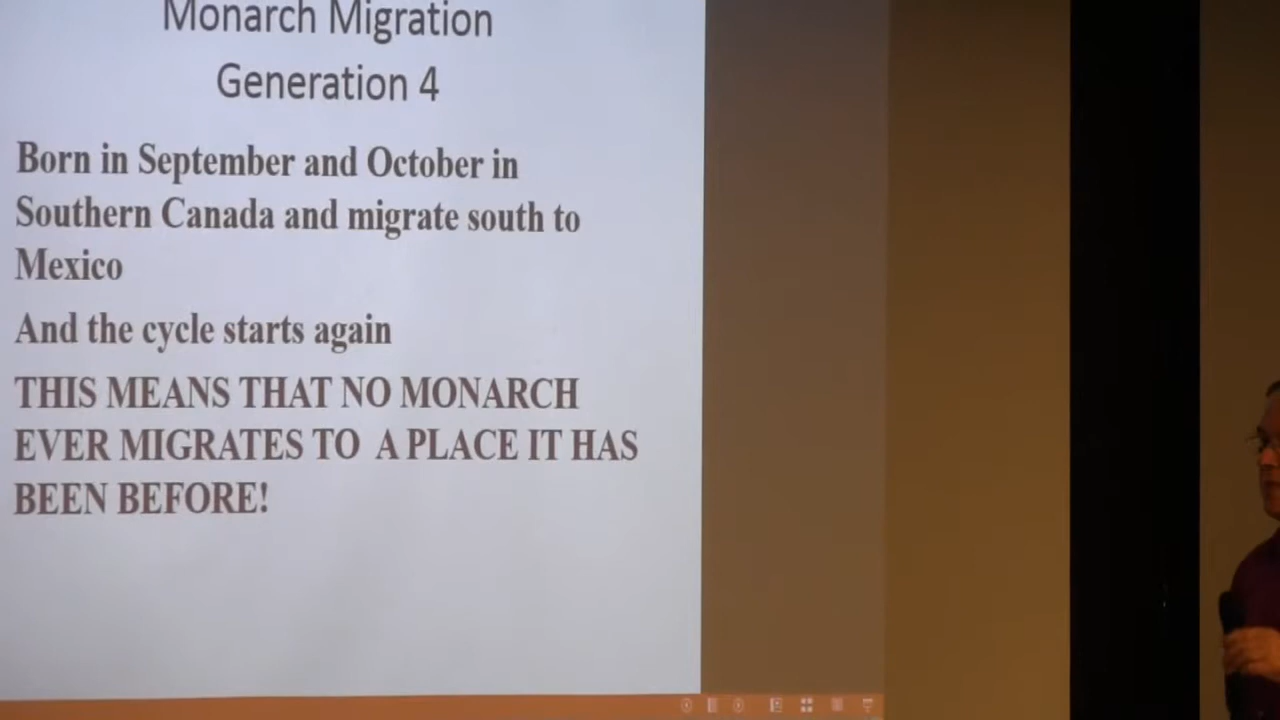 Monarch Migration
Generation 4
Born in September and October in
Southern Canada and migrate south to
Mexico
And the cycle starts again
THIS MEANS THAT NO MONARCH
EVER MIGRATES TO A PLACE IT HAS
BEEN BEFORE!